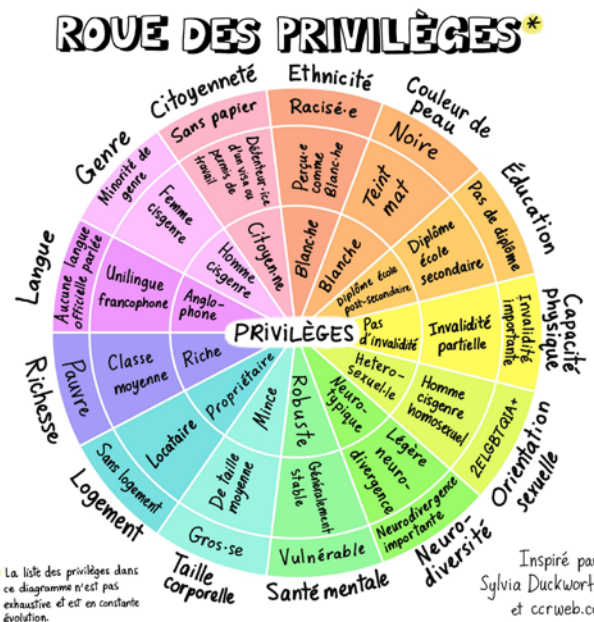 ROUE DES PRIVILÈGES*
Citoyenneté
Sans papier
Détenteur·ice
d'un visa ou
permis de
travail
Citoyen·ne
Ethnicité
Racisé·e
Perçu·e
comme
Blanc·he
Blanc·he
Couleur de
peau
Noire
Teint
mat
Blanche
Éducation
Pas de diplôme
Diplôme
école
secondaire
Diplôme école
post-secondaire
Capacité
physique
Invalidité
importante
Invalidité
partielle
Pas
d'invalidité
Orientation
sexuelle
2ELGBTQIA+
Homme
cisgenre
homosexuel
Hetero-
sexuel·le
Neuro-
diversité
Neurodivergence
importante
Légère
neuro-
divergence
Neuro-
typique
Santé mentale
Vulnérable
Généralement
stable
Robuste
Taille
corporelle
Gros·se
De taille
moyenne
Mince
Logement
Sans logement
Locataire
Propriétaire
Richesse
Pauvre
Classe
moyenne
Riche
Langue
Aucune langue
officielle parlée
Unilingue
francophone
Anglo-
phone
Genre
Minorité de
genre
Femme
cisgenre
Homme
cisgenre
PRIVILÈGES
La liste des privilèges dans
ce diagramme n'est pas
exhaustive et est en constante
évolution.
Inspiré pa
Sylvia Duckwort
et ccrweb.c